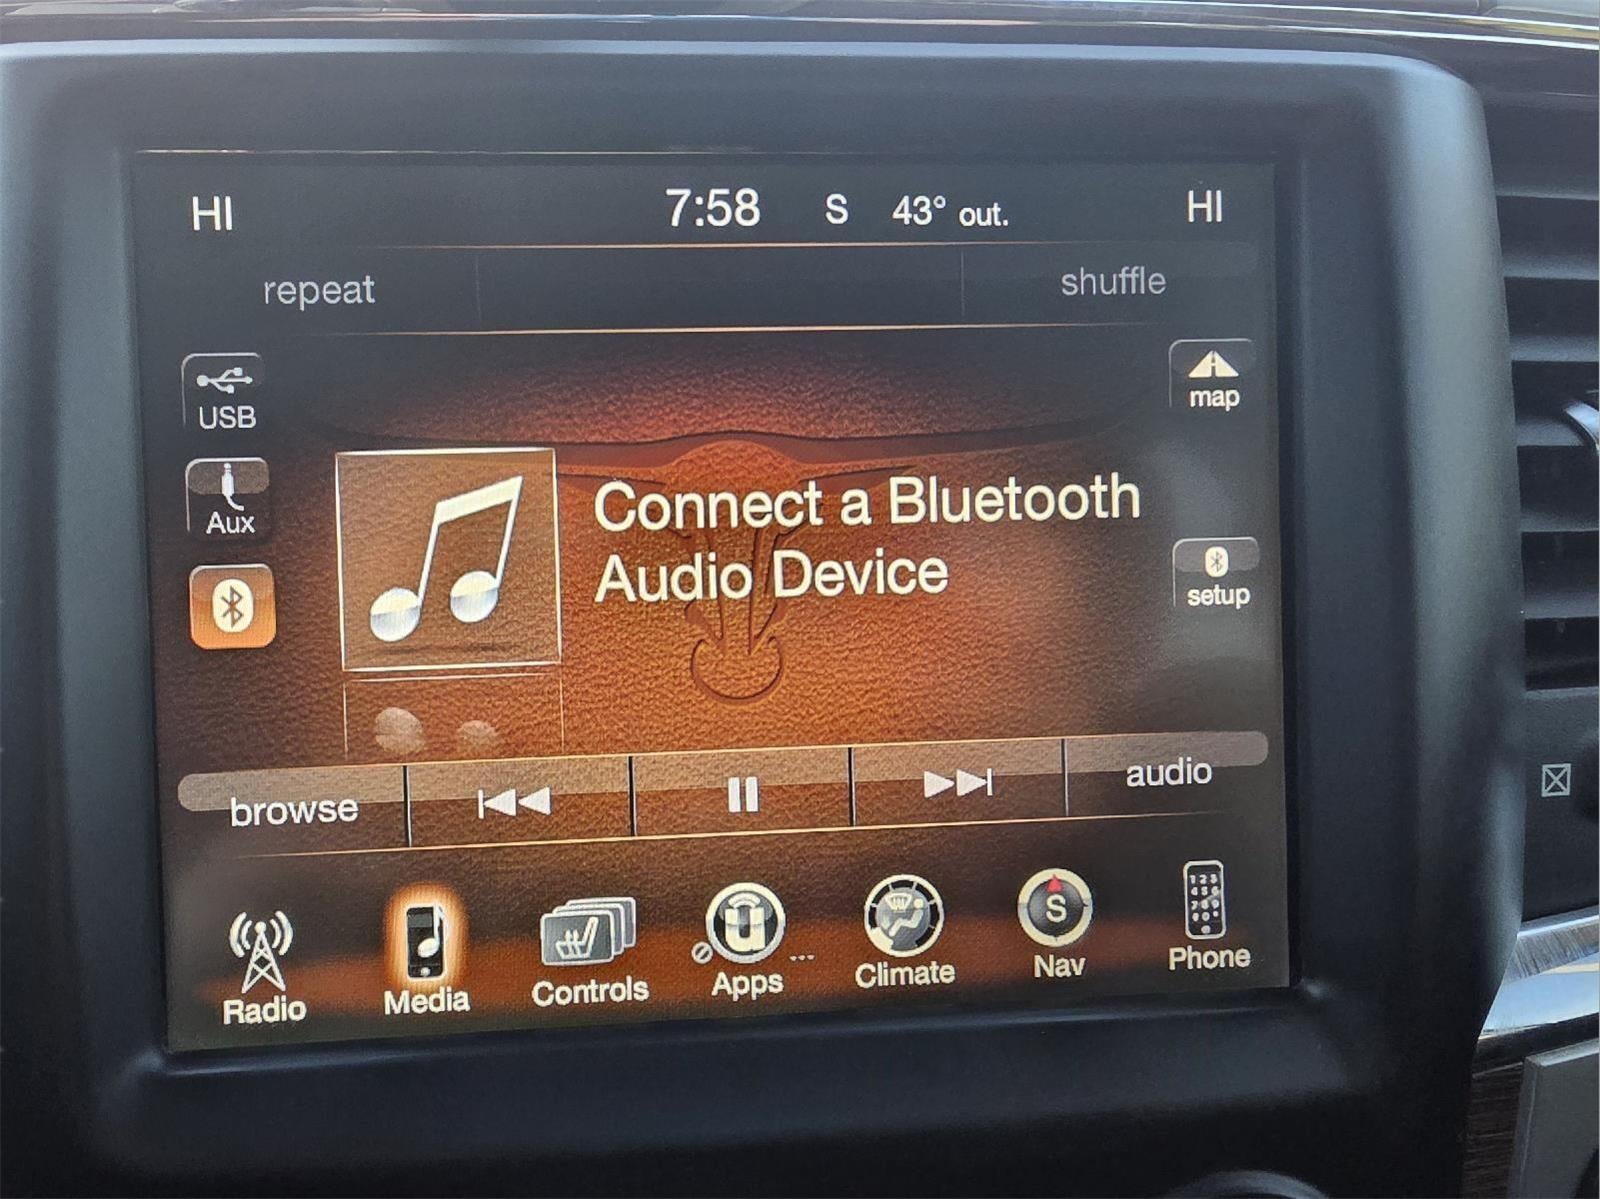 HI 7:58 S 43° out. HI
repeat shuffle
USB
map
Aux
Connect a Bluetooth
Audio Device
setup
browse audio
Radio Media Controls Apps ... Climate S Nav Phone